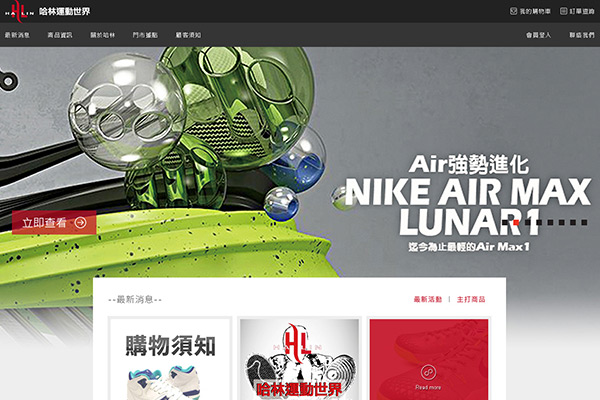 HL
HALIN
哈林運動世界
我的購物車
訂單查詢
最新消息
商品資訊
關於哈林
門市據點
顧客須知
會員登入
聯絡我們
Air強勢進化
NIKE AIR MAX
LUNAR1
迄今為止最輕的Air Max 1
立即查看
--最新消息--
最新活動 | 主打商品
購物須知
HL
哈林運動世界
Read more